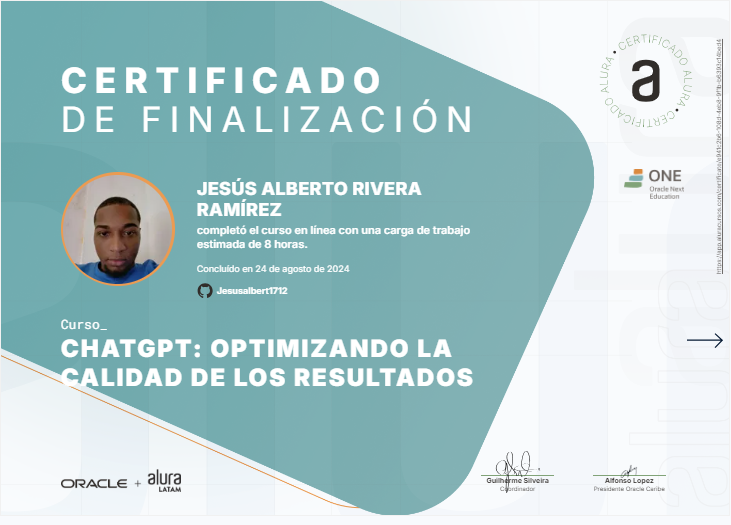 CERTIFICADO
DE FINALIZACIÓN
ALURA • CERTIFICADO ALURA • CERTIFICADO
a
ONE
Oracle Next
Education
JESÚS ALBERTO RIVERA
RAMÍREZ
completó el curso en línea con una carga de trabajo
estimada de 8 horas.
Concluído en 24 de agosto de 2024
Jesusalbert1712
Curso_
CHATGPT: OPTIMIZANDO LA
CALIDAD DE LOS RESULTADOS
ORACLE + alura
LATAM
Guilherme Silveira
Coordinador
Alfonso Lopez
Presidente Oracle Caribe
alura